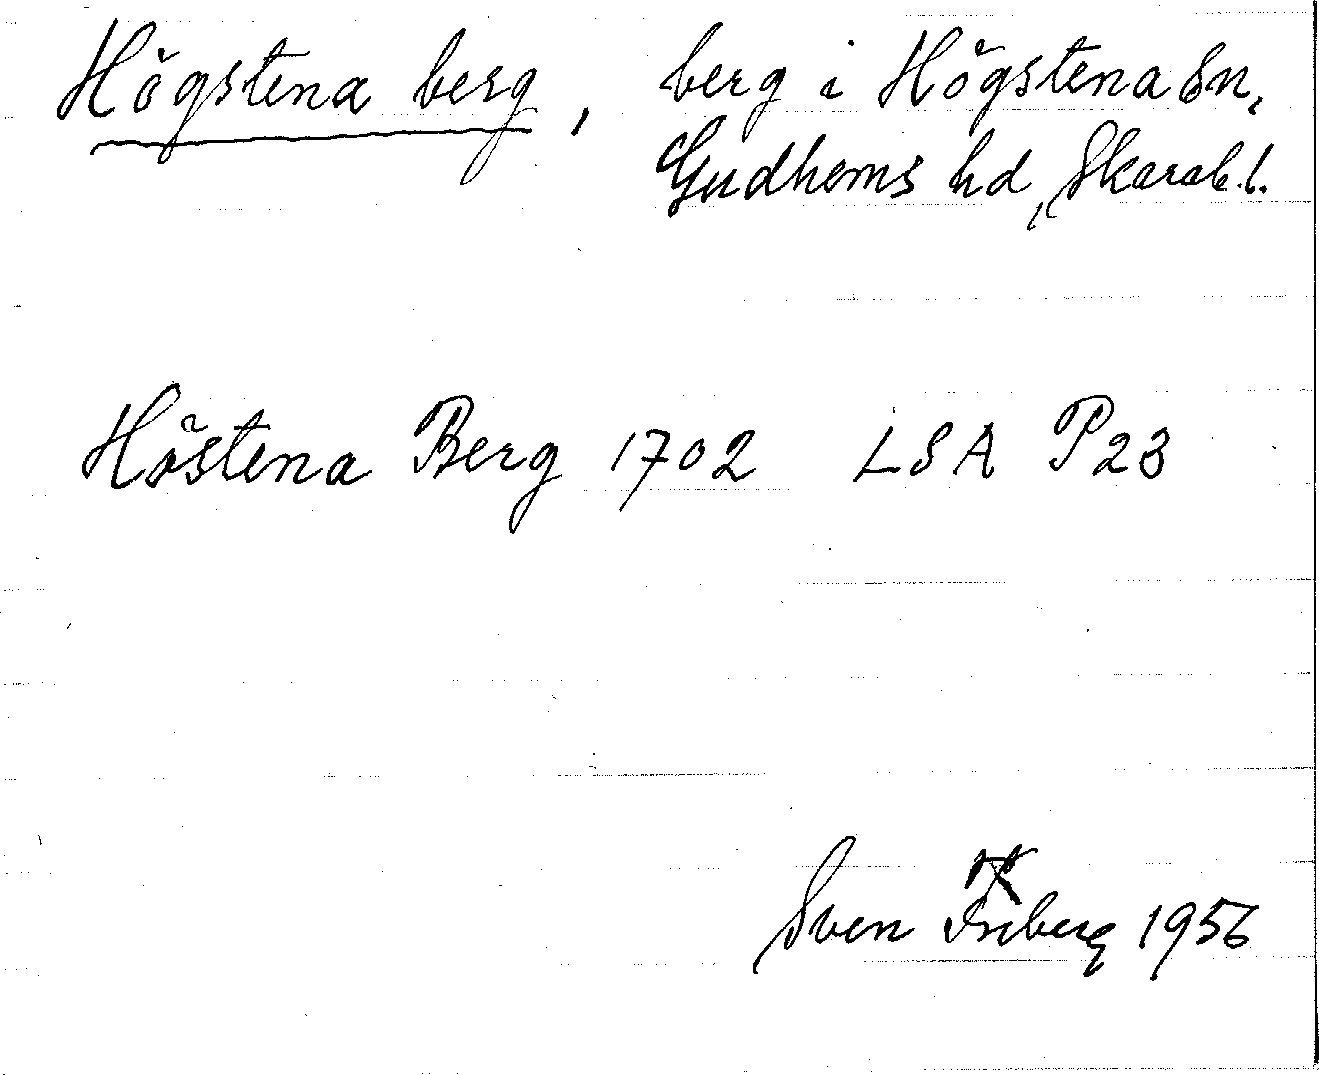 Högstena berg, berg i Högstena sn,
Gudhems hd, Skarab.l.
Höstena Berg 1702 LSA P23
Sven Friberg 1956